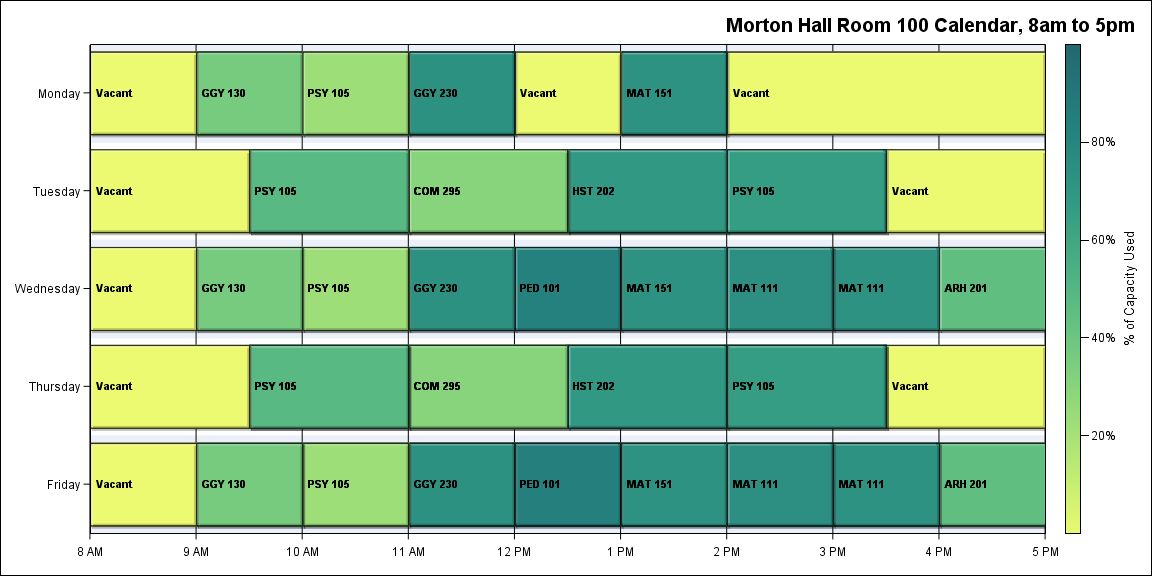 Morton Hall Room 100 Calendar, 8am to 5pm
Monday
Vacant
GGY 130
PSY 105
GGY 230
Vacant
MAT 151
Vacant
Tuesday
Vacant
PSY 105
COM 295
HST 202
PSY 105
Vacant
Wednesday
Vacant
GGY 130
PSY 105
GGY 230
PED 101
MAT 151
MAT 111
MAT 111
ARH 201
Thursday
Vacant
PSY 105
COM 295
HST 202
PSY 105
Vacant
Friday
Vacant
GGY 130
PSY 105
GGY 230
PED 101
MAT 151
MAT 111
MAT 111
ARH 201
8 AM
9 AM
10 AM
11 AM
12 PM
1 PM
2 PM
3 PM
4 PM
5 PM
80%
60%
40%
20%
% of Capacity Used